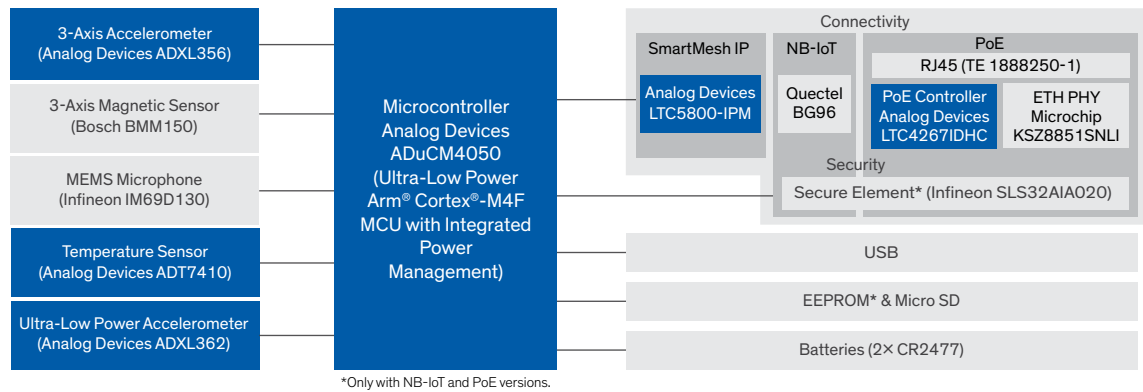 3-Axis Accelerometer
(Analog Devices ADXL356)
3-Axis Magnetic Sensor
(Bosch BMM150)
MEMS Microphone
(Infineon IM69D130)
Temperature Sensor
(Analog Devices ADT7410)
Ultra-Low Power Accelerometer
(Analog Devices ADXL362)
Microcontroller
Analog Devices
ADuCM4050
(Ultra-Low Power
Arm® Cortex®-M4F
MCU with Integrated
Power
Management)
Connectivity
SmartMesh IP
Analog Devices
LTC5800-IPM
NB-IoT
Quectel
BG96
PoE
RJ45 (TE 1888250-1)
PoE Controller
Analog Devices
LTC4267IDHC
ETH PHY
Microchip
KSZ8851SNLI
Security
Secure Element* (Infineon SLS32AIA020)
USB
EEPROM* & Micro SD
Batteries (2× CR2477)
*Only with NB-IoT and PoE versions.